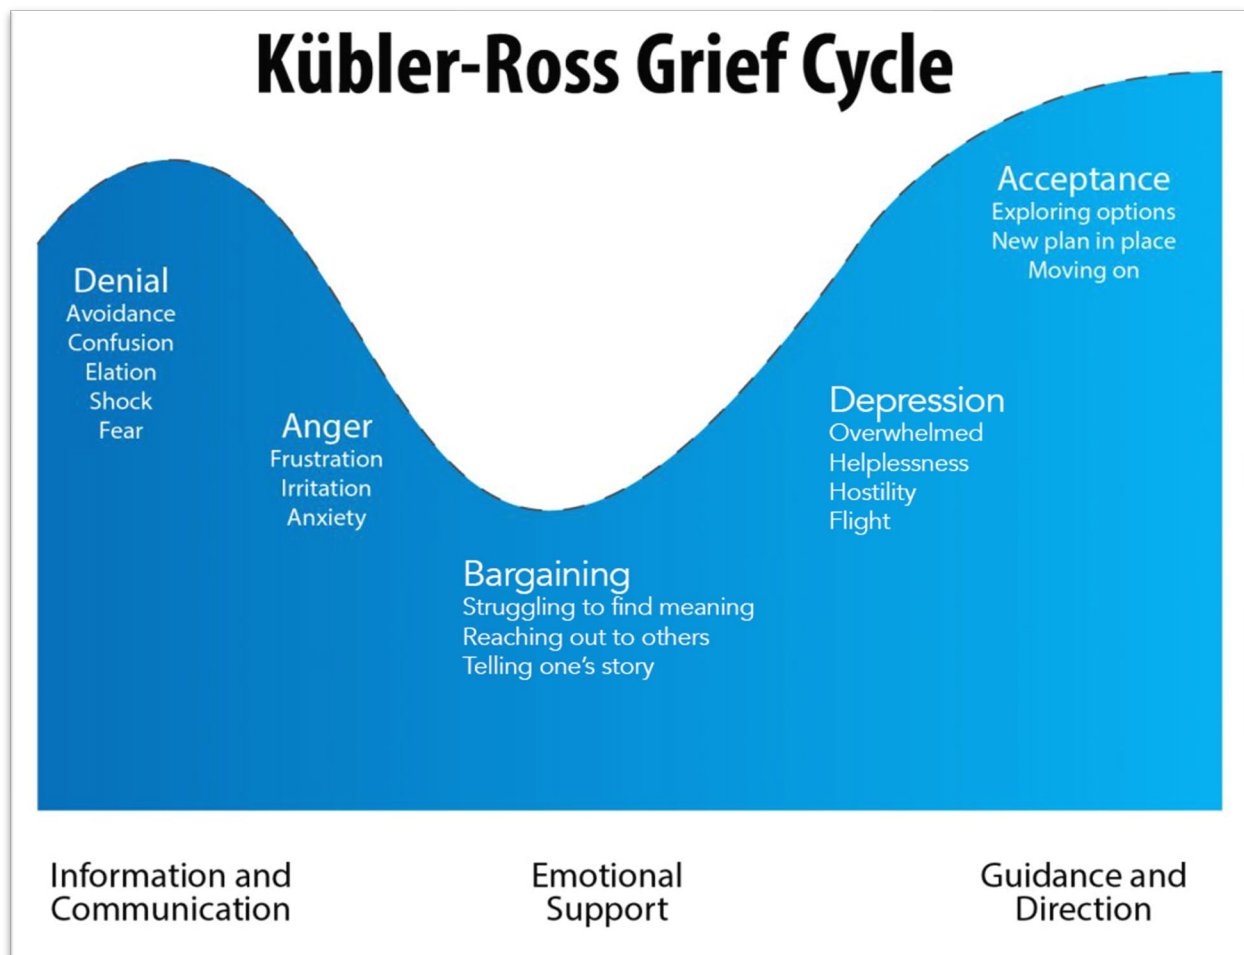 Kübler-Ross Grief Cycle
Denial
Avoidance
Confusion
Elation
Shock
Fear
Anger
Frustration
Irritation
Anxiety
Bargaining
Struggling to find meaning
Reaching out to others
Telling one's story
Depression
Overwhelmed
Helplessness
Hostility
Flight
Acceptance
Exploring options
New plan in place
Moving on
Information and
Communication
Emotional
Support
Guidance and
Direction